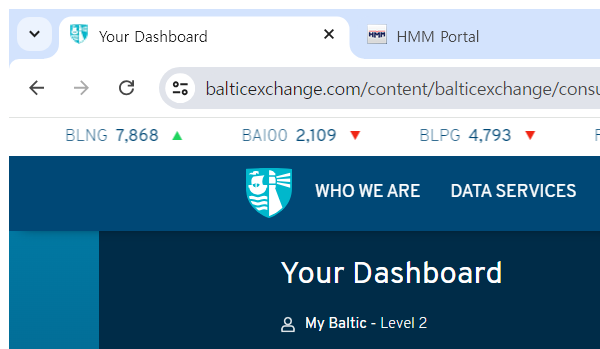 Your Dashboard HMM Portal
balticexchange.com/content/balticexchange/consu
BLNG 7,868 BAI00 2,109 BLPG 4,793
WHO WE ARE DATA SERVICES
Your Dashboard
My Baltic - Level 2